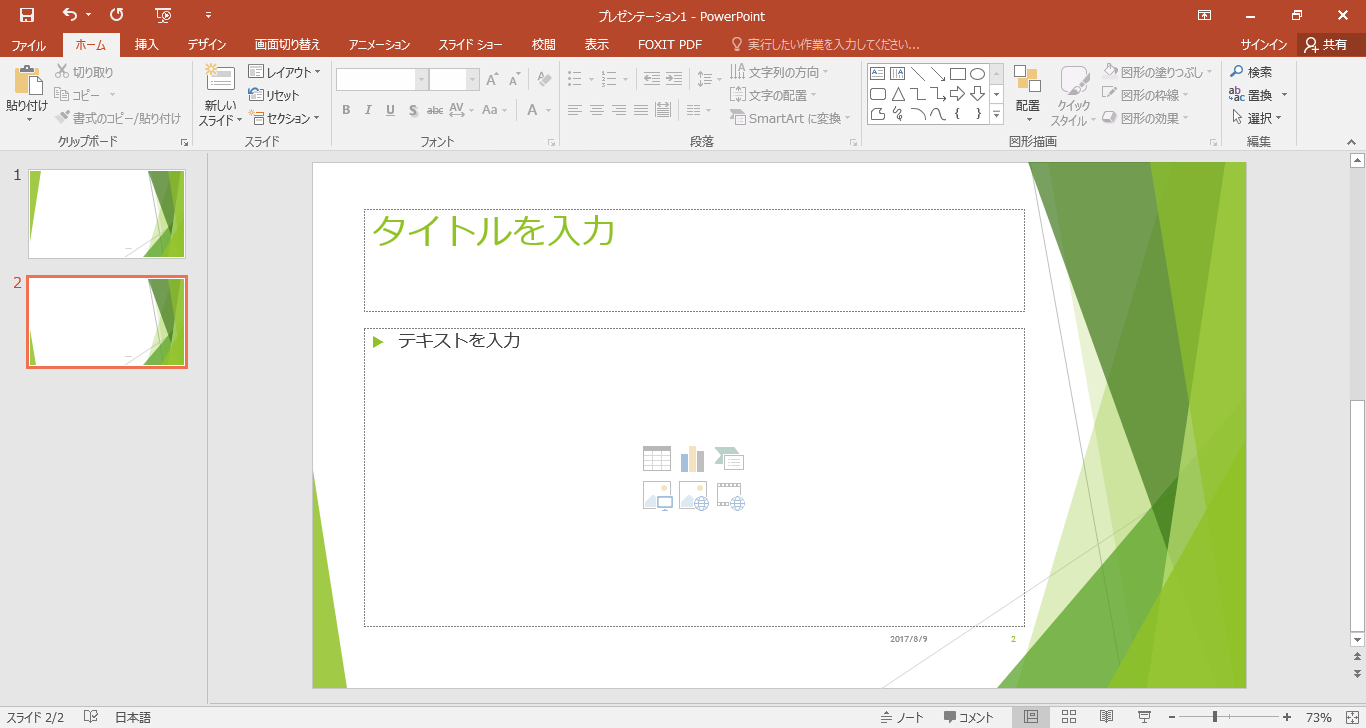 プレゼンテーション1 - PowerPoint
ファイル ホーム 挿入 デザイン 画面切り替え アニメーション スライド ショー 校閲 表示 FOXIT PDF 実行したい作業を入力してください... サインイン 共有
貼り付け
切り取り
コピー
書式のコピー/貼り付け
クリップボード
新しい
スライド
レイアウト
リセット
セクション
スライド
B I U S abc AV Aa A
フォント
文字列の方向
文字の配置
SmartArt に変換
段落
配置
クイック
スタイル
図形の塗りつぶし
図形の枠線
図形の効果
図形描画
検索
置換
選択
編集
1
2
タイトルを入力
テキストを入力
2017/8/9 2
スライド 2/2 日本語 ノート コメント 73%